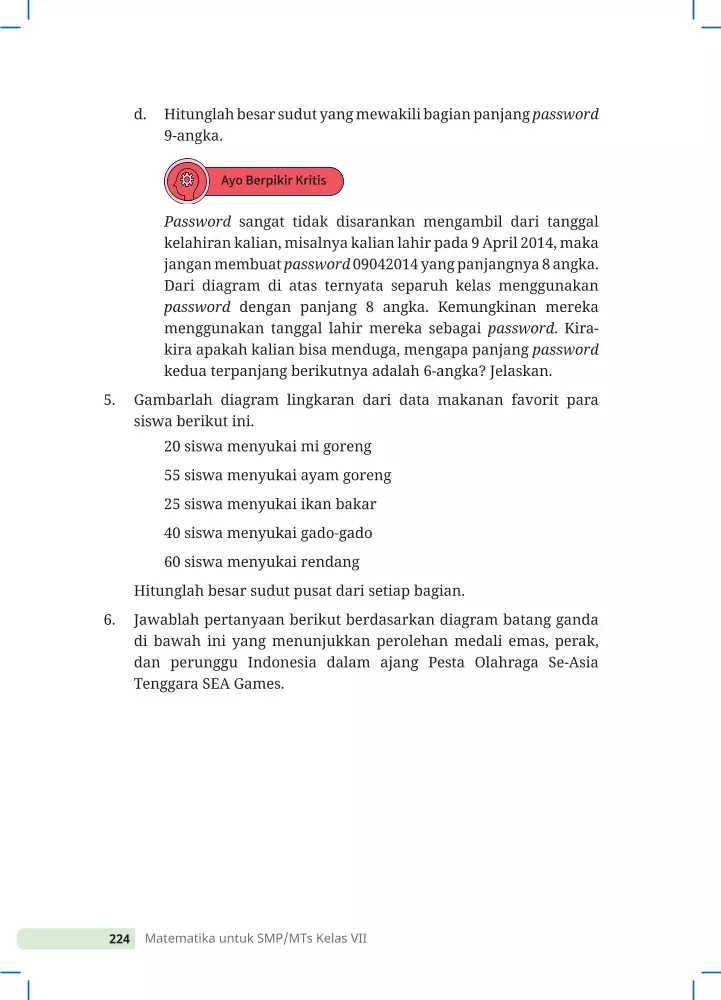 d. Hitunglah besar sudut yang mewakili bagian panjang password
9-angka.
Ayo Berpikir Kritis
Password sangat tidak disarankan mengambil dari tanggal
kelahiran kalian, misalnya kalian lahir pada 9 April 2014, maka
jangan membuat password 09042014 yang panjangnya 8 angka.
Dari diagram di atas ternyata separuh kelas menggunakan
password dengan panjang 8 angka. Kemungkinan mereka
menggunakan tanggal lahir mereka sebagai password. Kira-
kira apakah kalian bisa menduga, mengapa panjang password
kedua terpanjang berikutnya adalah 6-angka? Jelaskan.
5. Gambarlah diagram lingkaran dari data makanan favorit para
siswa berikut ini.
20 siswa menyukai mi goreng
55 siswa menyukai ayam goreng
25 siswa menyukai ikan bakar
40 siswa menyukai gado-gado
60 siswa menyukai rendang
Hitunglah besar sudut pusat dari setiap bagian.
6. Jawablah pertanyaan berikut berdasarkan diagram batang ganda
di bawah ini yang menunjukkan perolehan medali emas, perak,
dan perunggu Indonesia dalam ajang Pesta Olahraga Se-Asia
Tenggara SEA Games.
224 Matematika untuk SMP/MTs Kelas VII